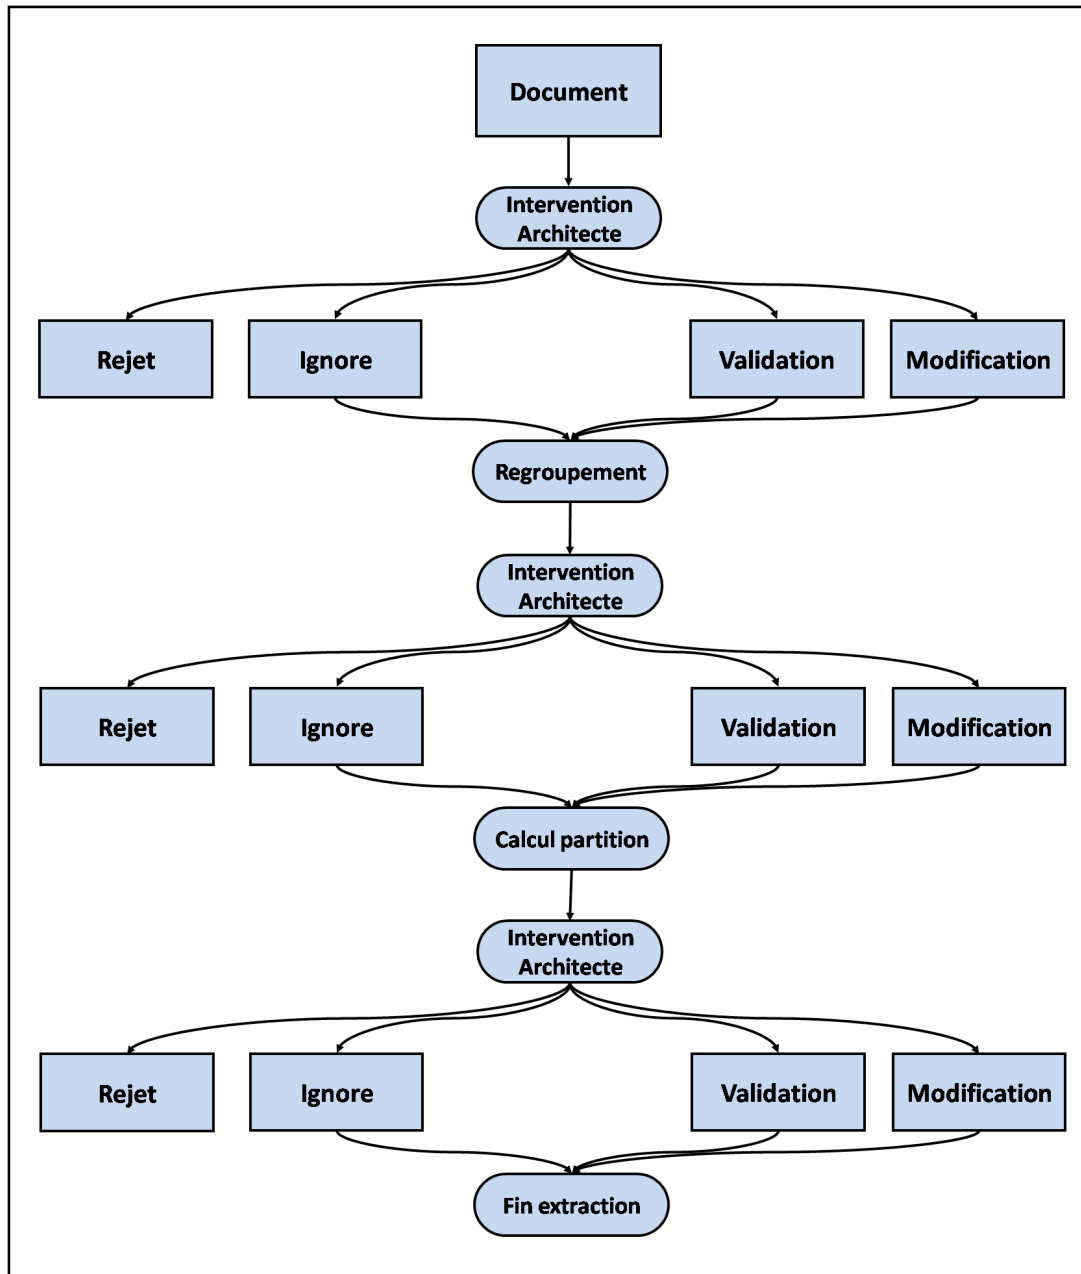 Document
Intervention
Architecte
Rejet
Ignore
Validation
Modification
Regroupement
Intervention
Architecte
Rejet
Ignore
Validation
Modification
Calcul partition
Intervention
Architecte
Rejet
Ignore
Validation
Modification
Fin extraction